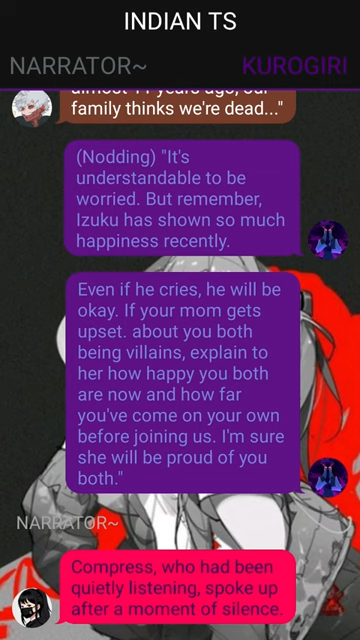 INDIAN TS
NARRATOR~
KUROGIRI
family thinks we're dead..."
(Nodding) "It's
understandable to be
worried. But remember,
Izuku has shown so much
happiness recently.
Even if he cries, he will be
okay. If your mom gets
upset. about you both
being villains, explain to
her how happy you both
are now and how far
you've come on your own
before joining us. I'm sure
she will be proud of you
both."
NARRATOR~
Compress, who had been
quietly listening, spoke up
after a moment of silence.